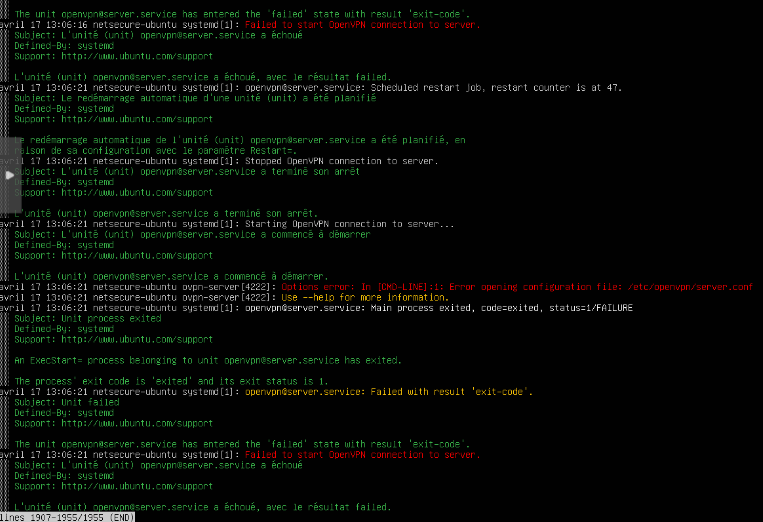 The unit openvpn@server.service has entered the 'failed' state with result 'exit-code'.
avril 17 13:06:16 netsecure-ubuntu systemd[1]: Failed to start OpenVPN connection to server.
Subject: L'unité (unit) openvpn@server.service a échoué
Defined-By: systemd
Support: http://www.ubuntu.com/support
L'unité (unit) openvpn@server.service a échoué, avec le résultat failed.
avril 17 13:06:21 netsecure-ubuntu systemd[1]: openvpn@server.service: Scheduled restart job, restart counter is at 47.
Subject: Le redémarrage automatique d'une unité (unit) a été planifié
Defined-By: systemd
Support: http://www.ubuntu.com/support
Le redémarrage automatique de l'unité (unit) openvpn@server.service a été planifié, en
raison de sa configuration avec le paramètre Restart=.
avril 17 13:06:21 netsecure-ubuntu systemd[1]: Stopped OpenVPN connection to server.
Subject: L'unité (unit) openvpn@server.service a terminé son arrêt
Defined-By: systemd
Support: http://www.ubuntu.com/support
L'unité (unit) openvpn@server.service a terminé son arrêt.
avril 17 13:06:21 netsecure-ubuntu systemd[1]: Starting OpenVPN connection to server...
Subject: L'unité (unit) openvpn@server.service a commencé à démarrer
Defined-By: systemd
Support: http://www.ubuntu.com/support
L'unité (unit) openvpn@server.service a commencé à démarrer.
avril 17 13:06:21 netsecure-ubuntu ovpn-server[4222]: Options error: In [CMD-LINE]:1: Error opening configuration file: /etc/openvpn/server.conf
avril 17 13:06:21 netsecure-ubuntu ovpn-server[4222]: Use --help for more information.
avril 17 13:06:21 netsecure-ubuntu systemd[1]: openvpn@server.service: Main process exited, code=exited, status=1/FAILURE
Subject: Unit process exited
Defined-By: systemd
Support: http://www.ubuntu.com/support
An ExecStart= process belonging to unit openvpn@server.service has exited.
The process' exit code is 'exited' and its exit status is 1.
avril 17 13:06:21 netsecure-ubuntu systemd[1]: openvpn@server.service: Failed with result 'exit-code'.
Subject: Unit failed
Defined-By: systemd
Support: http://www.ubuntu.com/support
The unit openvpn@server.service has entered the 'failed' state with result 'exit-code'.
avril 17 13:06:21 netsecure-ubuntu systemd[1]: Failed to start OpenVPN connection to server.
Subject: L'unité (unit) openvpn@server.service a échoué
Defined-By: systemd
Support: http://www.ubuntu.com/support
L'unité (unit) openvpn@server.service a échoué, avec le résultat failed.
lines 1907-1955/1955 (END)